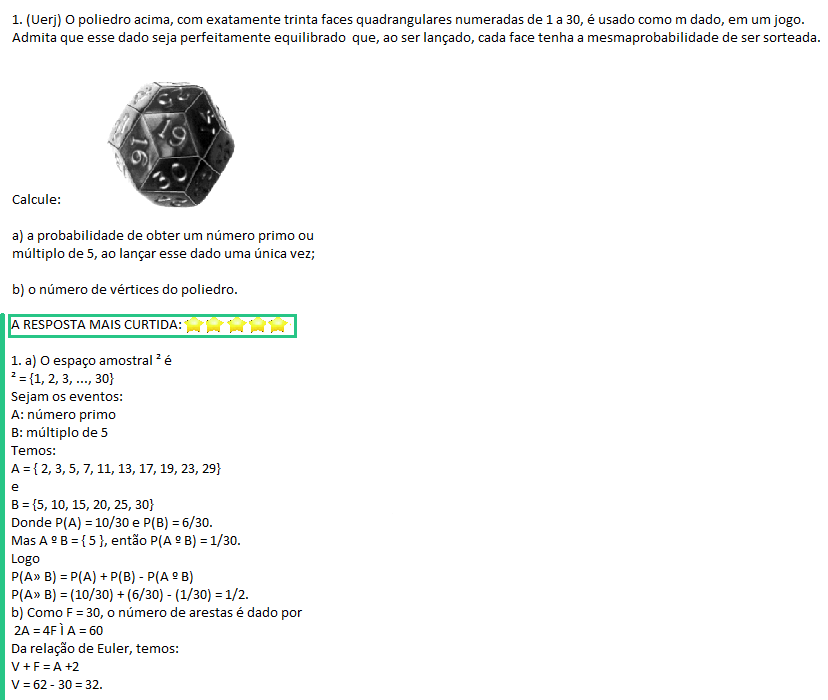 1. (Uerj) O poliedro acima, com exatamente trinta faces quadrangulares numeradas de 1 a 30, é usado como m dado, em um jogo.
Admita que esse dado seja perfeitamente equilibrado que, ao ser lançado, cada face tenha a mesmaprobabilidade de ser sorteada.
19
16
30
Calcule:
a) a probabilidade de obter um número primo ou
múltiplo de 5, ao lançar esse dado uma única vez;
b) o número de vértices do poliedro.
A RESPOSTA MAIS CURTIDA:
1. a) O espaço amostral ² é
² = {1, 2, 3, ..., 30}
Sejam os eventos:
A: número primo
B: múltiplo de 5
Temos:
A = { 2, 3, 5, 7, 11, 13, 17, 19, 23, 29}
e
B = {5, 10, 15, 20, 25, 30}
Donde P(A) = 10/30 e P(B) = 6/30.
Mas A º B = { 5 }, então P(A º B) = 1/30.
Logo
P(A» B) = P(A) + P(B) - P(A º B)
P(A» B) = (10/30) + (6/30) - (1/30) = 1/2.
b) Como F = 30, o número de arestas é dado por
2A = 4F Ì A = 60
Da relação de Euler, temos:
V + F = A +2
V = 62 - 30 = 32.